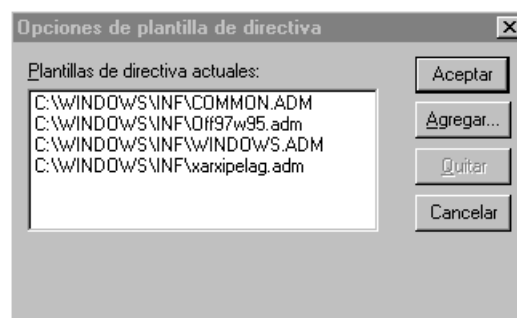 Opciones de plantilla de directiva
Plantillas de directiva actuales:
C:\WINDOWS\INF\COMMON.ADM
C:\WINDOWS\INF\Off97w95.adm
C:\WINDOWS\INF\WINDOWS.ADM
C:\WINDOWS\INF\xarxipelag.adm
Aceptar
Agregar...
Quitar
Cancelar